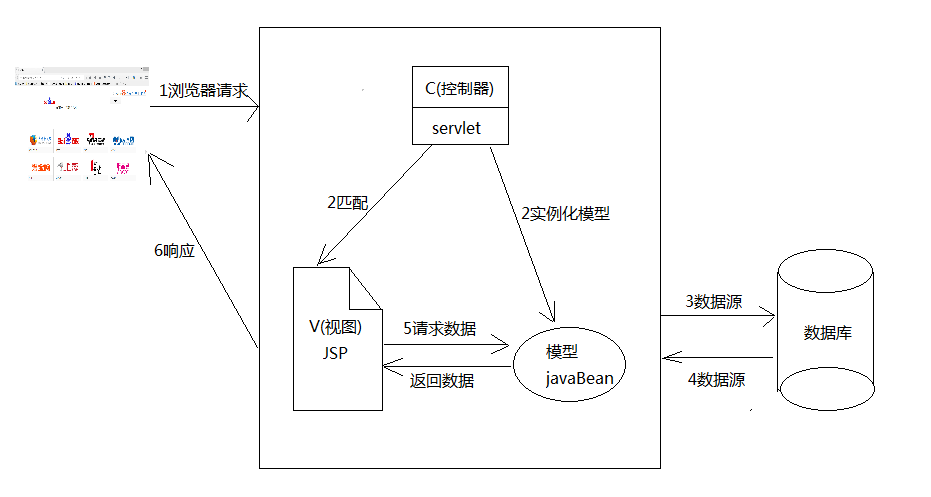 1浏览器请求
C(控制器)
servlet
2匹配
2实例化模型
6响应
V(视图)
JSP
5请求数据
返回数据
模型
javaBean
3数据源
4数据源
数据库